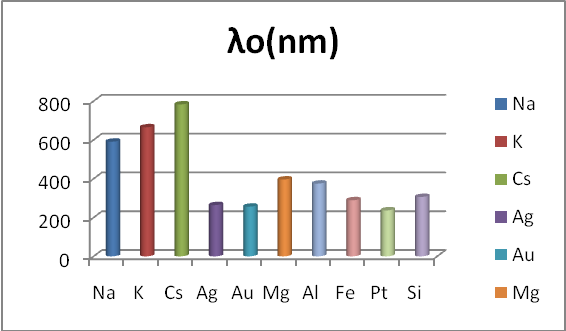 λο(nm)
800
600
400
200
0
Na K Cs Ag Au Mg Al Fe Pt Si
Na
K
Cs
Ag
Au
Mg